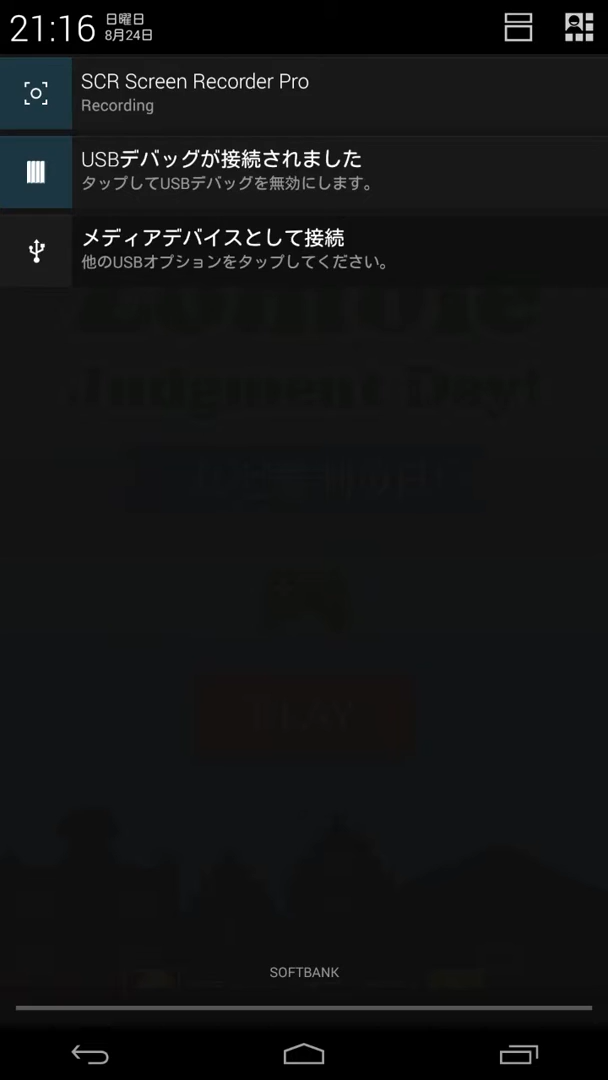 21:16
日曜日
8月24日
SCR Screen Recorder Pro
Recording
USBデバッグが接続されました
タップしてUSBデバッグを無効にします。
メディアデバイスとして接続
他のUSBオプションをタップしてください。
Zombie
Judgment Day!
PLAY
SOFTBANK